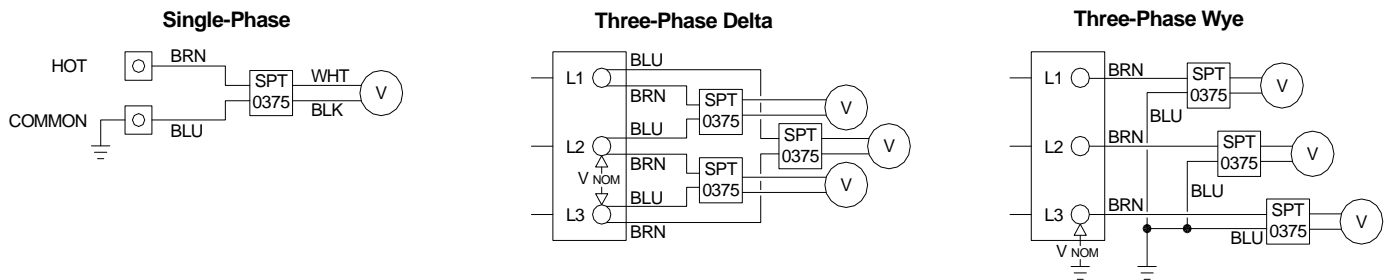 Single-Phase
HOT
BRN
SPT
0375
WHT
BLK
V
COMMON
BLU
Three-Phase Delta
L1
BLU
BRN
SPT
0375
V
BLU
L2
SPT
0375
V
BRN
V NOM
SPT
0375
V
BLU
L3
BRN
Three-Phase Wye
L1
BRN
SPT
0375
V
BLU
L2
BRN
SPT
0375
V
BLU
L3
BRN
SPT
0375
V
BLU
V NOM